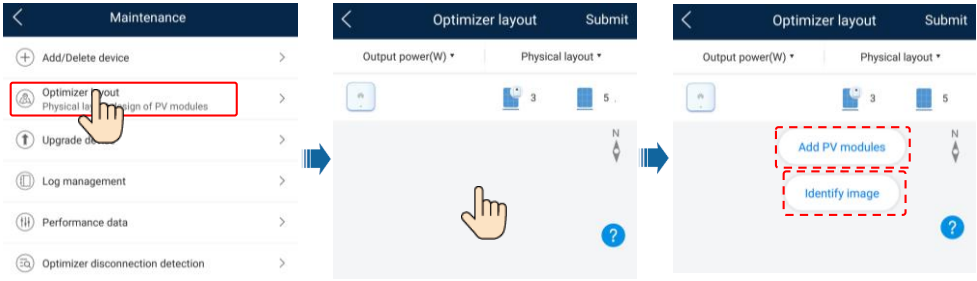 Maintenance
Add/Delete device
Optimizer layout
Physical layout design of PV modules
Upgrade device
Log management
Performance data
Optimizer disconnection detection
Optimizer layout Submit
Output power(W) Physical layout
3 5
N
?
Optimizer layout Submit
Output power(W) Physical layout
3 5
N
Add PV modules
Identify image
?